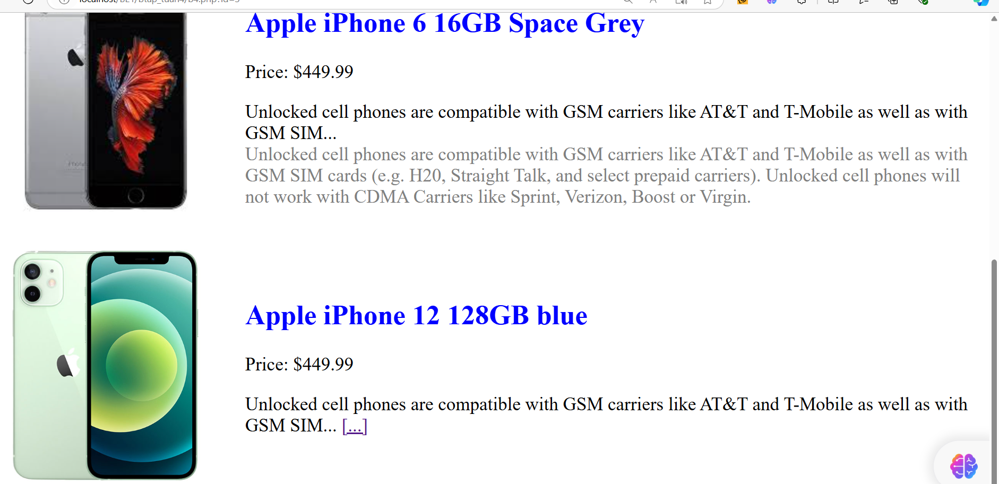 Apple iPhone 6 16GB Space Grey
Price: $449.99
Unlocked cell phones are compatible with GSM carriers like AT&T and T-Mobile as well as with
GSM SIM...
Unlocked cell phones are compatible with GSM carriers like AT&T and T-Mobile as well as with
GSM SIM cards (e.g. H20, Straight Talk, and select prepaid carriers). Unlocked cell phones will
not work with CDMA Carriers like Sprint, Verizon, Boost or Virgin.
Apple iPhone 12 128GB blue
Price: $449.99
Unlocked cell phones are compatible with GSM carriers like AT&T and T-Mobile as well as with
GSM SIM... [...]